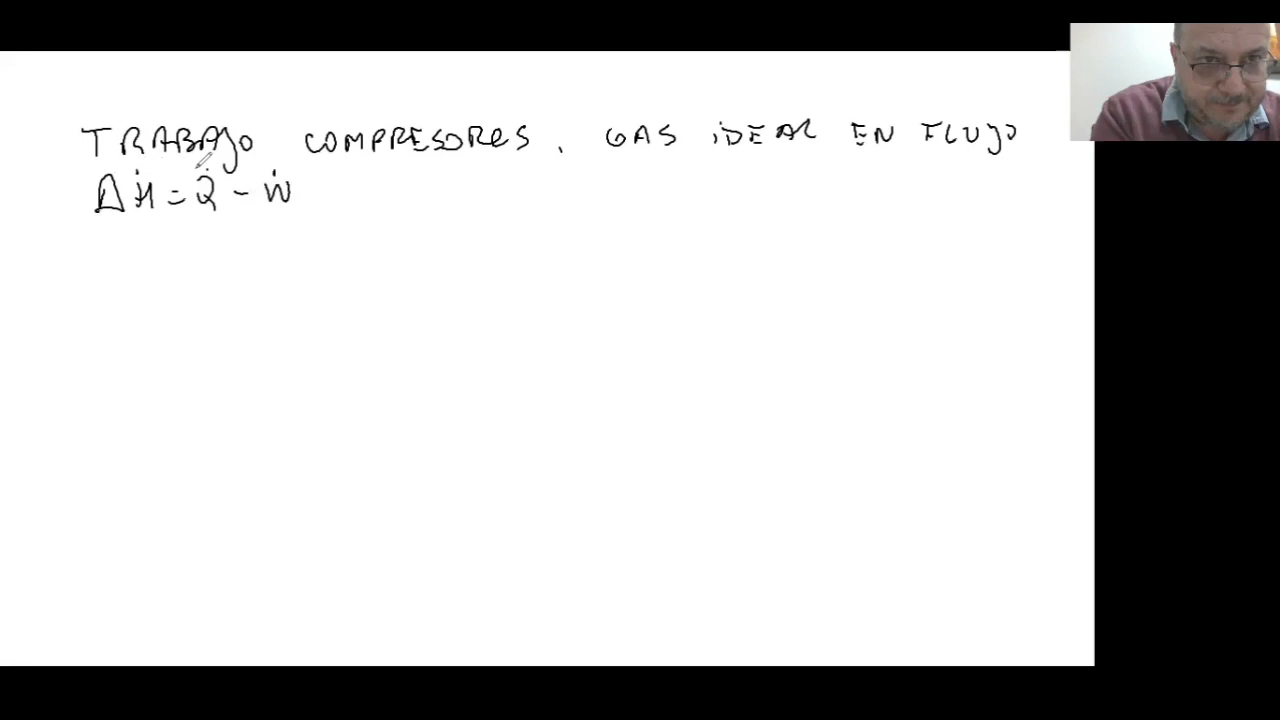 TRABAJO COMPRESORES. GAS IDEAL EN FLUJO
ΔḢ = Q̇ - Ẇ